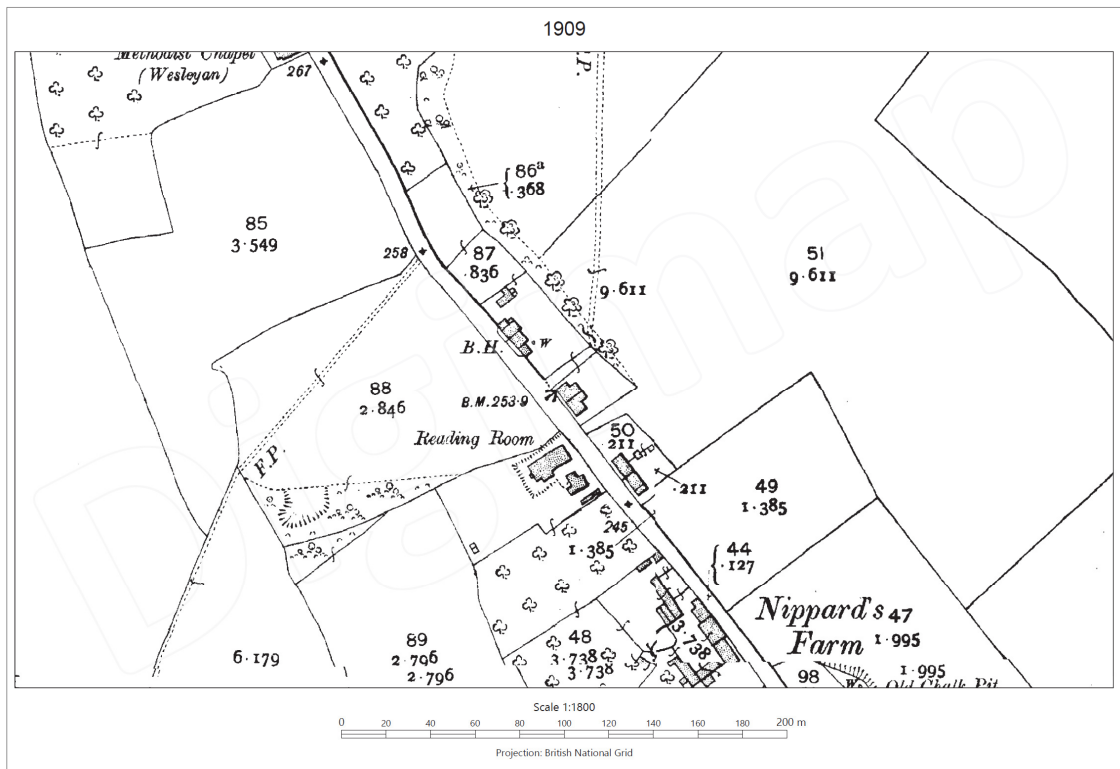 1909
Methodist Chapel
(Wesleyan)
267
F.P.
86a
.368
85
3.549
258
87
.836
51
9.611
9.611
B.H.
W
88
2.846
B.M. 253.9
Reading Room
50
.211
.211
F.P.
49
1.385
245
1.385
44
.127
Nippard's
Farm
47
1.995
6.179
89
2.796
2.796
48
3.738
3.738
3.738
98
1.995
Old Chalk Pit
Digimap
Scale 1:1800
0 20 40 60 80 100 120 140 160 200 m
Projection: British National Grid